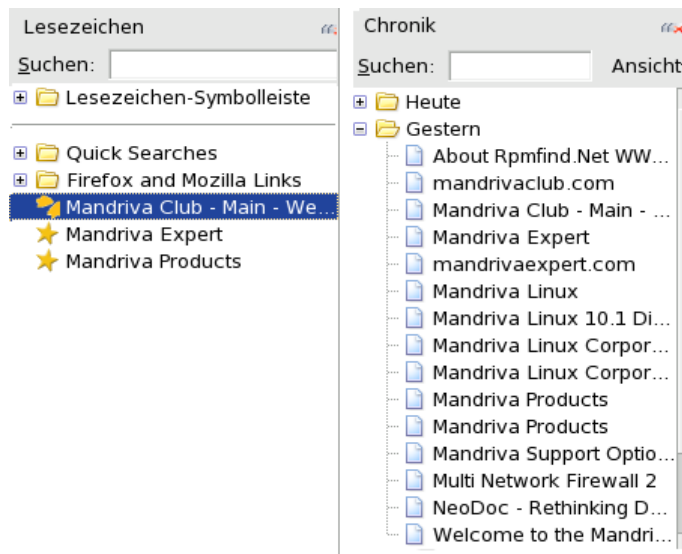 Lesezeichen
Suchen:
Lesezeichen-Symbolleiste
Quick Searches
Firefox and Mozilla Links
Mandriva Club - Main - We...
Mandriva Expert
Mandriva Products
Chronik
Suchen: Ansicht
Heute
Gestern
About Rpmfind.Net WW...
mandrivaclub.com
Mandriva Club - Main - ...
Mandriva Expert
mandrivaexpert.com
Mandriva Linux
Mandriva Linux 10.1 Di...
Mandriva Linux Corpor...
Mandriva Linux Corpor...
Mandriva Products
Mandriva Products
Mandriva Support Optio...
Multi Network Firewall 2
NeoDoc - Rethinking D...
Welcome to the Mandri...